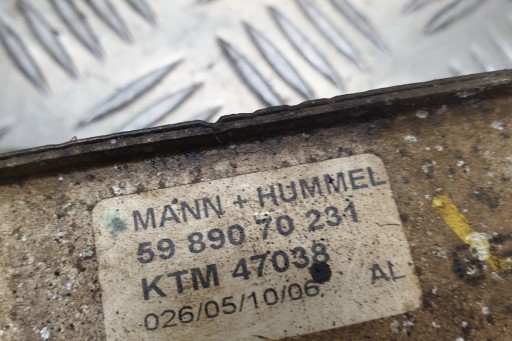 MANN + HUMMEL
59 890 70 231
KTM 47038
026/05/10/06 AL